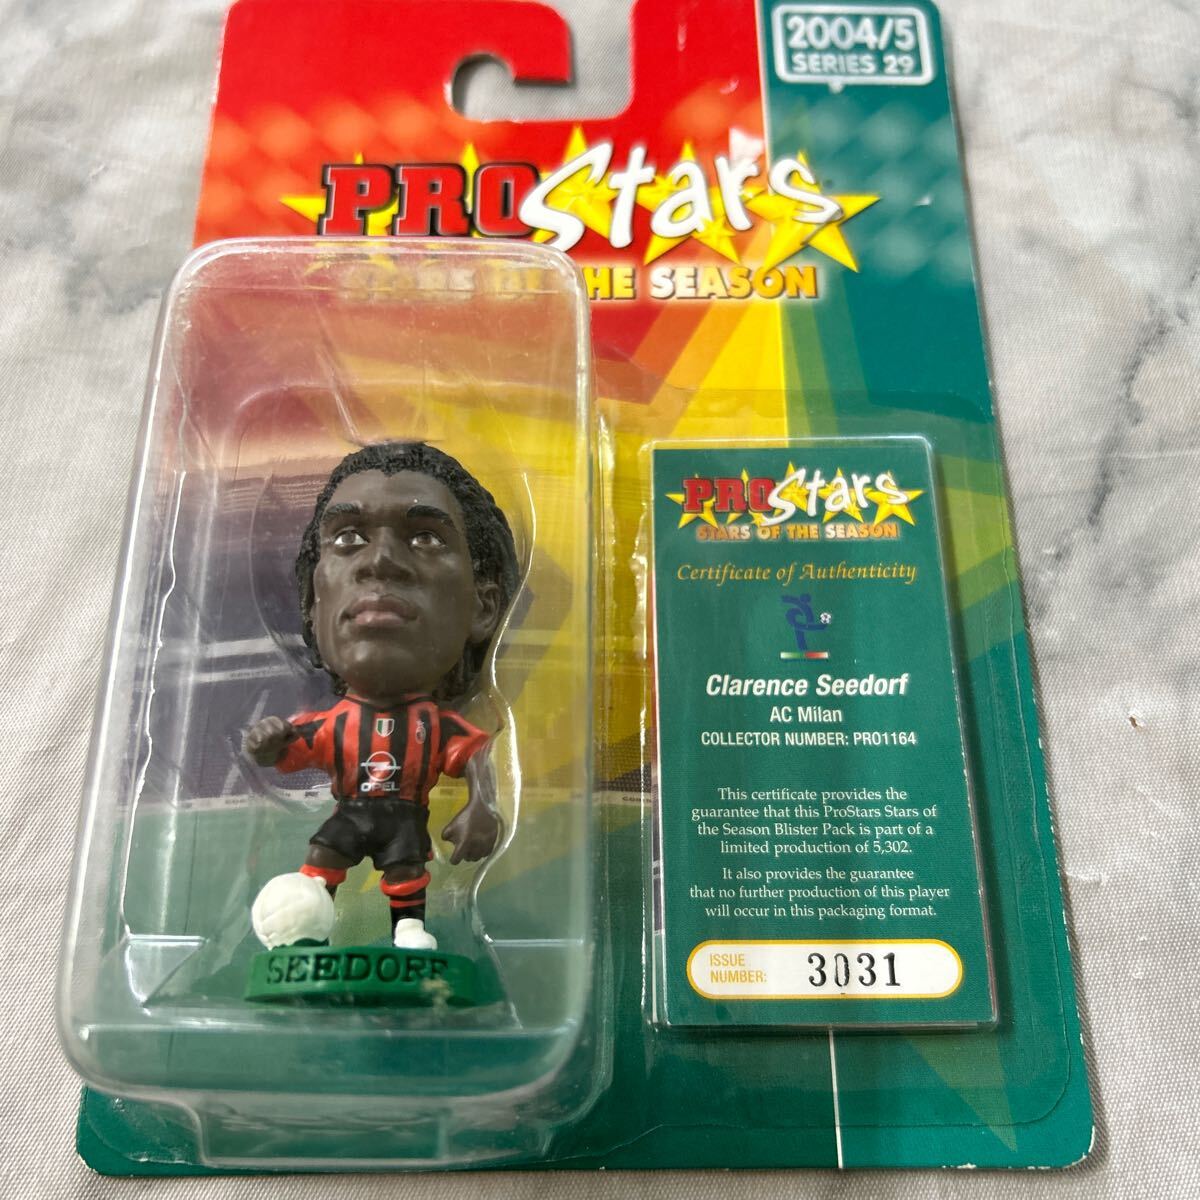 2004/5
SERIES 29
PROStars
STARS OF THE SEASON
PROStars
STARS OF THE SEASON
Certificate of Authenticity
Clarence Seedorf
AC Milan
COLLECTOR NUMBER: PRO1164
This certificate provides the
guarantee that this ProStars Stars of
the Season Blister Pack is part of a
limited production of 5,302.
It also provides the guarantee
that no further production of this player
will occur in this packaging format.
ISSUE
NUMBER: 3031
OPEL
SEEDORF